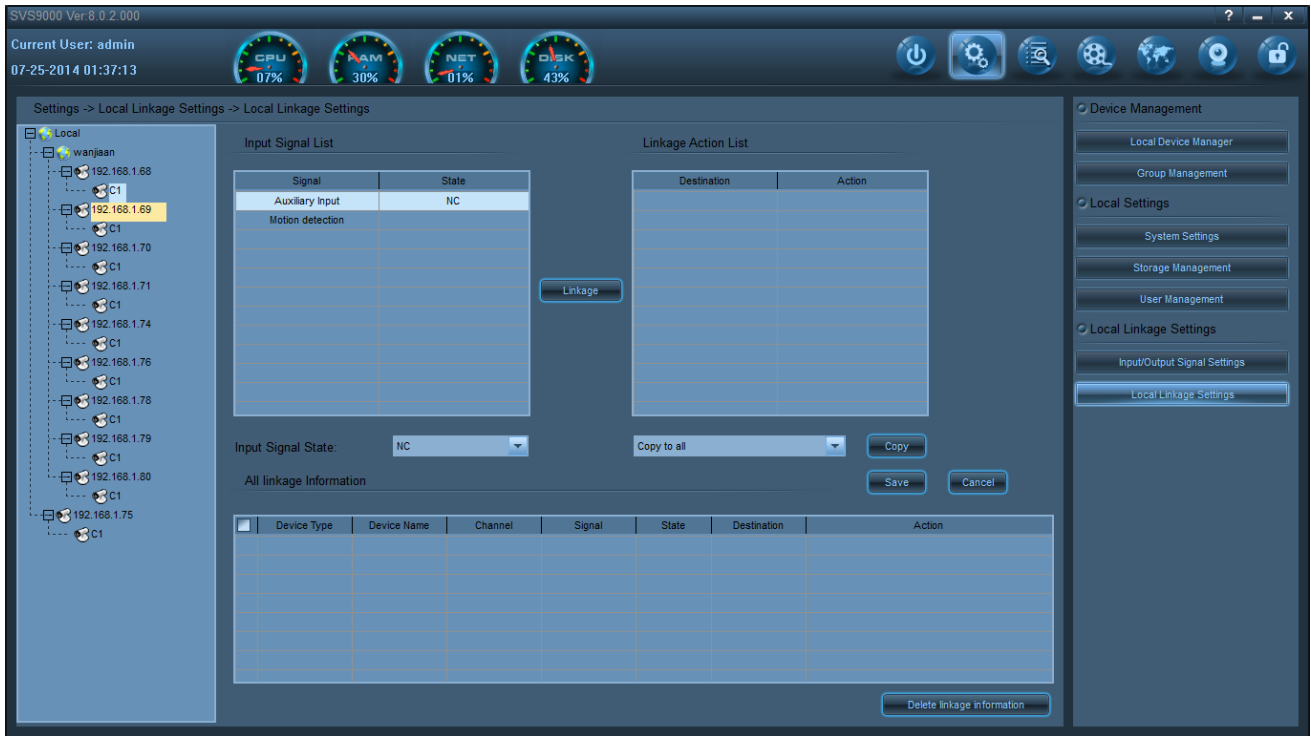 SVS9000 Ver:8.0.2.000
? – x
Current User: admin
07-25-2014 01:37:13
CPU 07%
RAM 30%
NET 01%
DISK 43%
Settings -> Local Linkage Settings -> Local Linkage Settings
Local
wanjiaan
192.168.1.68
C1
192.168.1.69
C1
192.168.1.70
C1
192.168.1.71
C1
192.168.1.74
C1
192.168.1.76
C1
192.168.1.78
C1
192.168.1.79
C1
192.168.1.80
C1
192.168.1.75
C1
Input Signal List
Signal State
Auxiliary Input NC
Motion detection
Linkage
Linkage Action List
Destination Action
Input Signal State: NC
Copy to all Copy
All linkage Information
Save Cancel
Device Type Device Name Channel Signal State Destination Action
Delete linkage information
Device Management
Local Device Manager
Group Management
Local Settings
System Settings
Storage Management
User Management
Local Linkage Settings
Input/Output Signal Settings
Local Linkage Settings